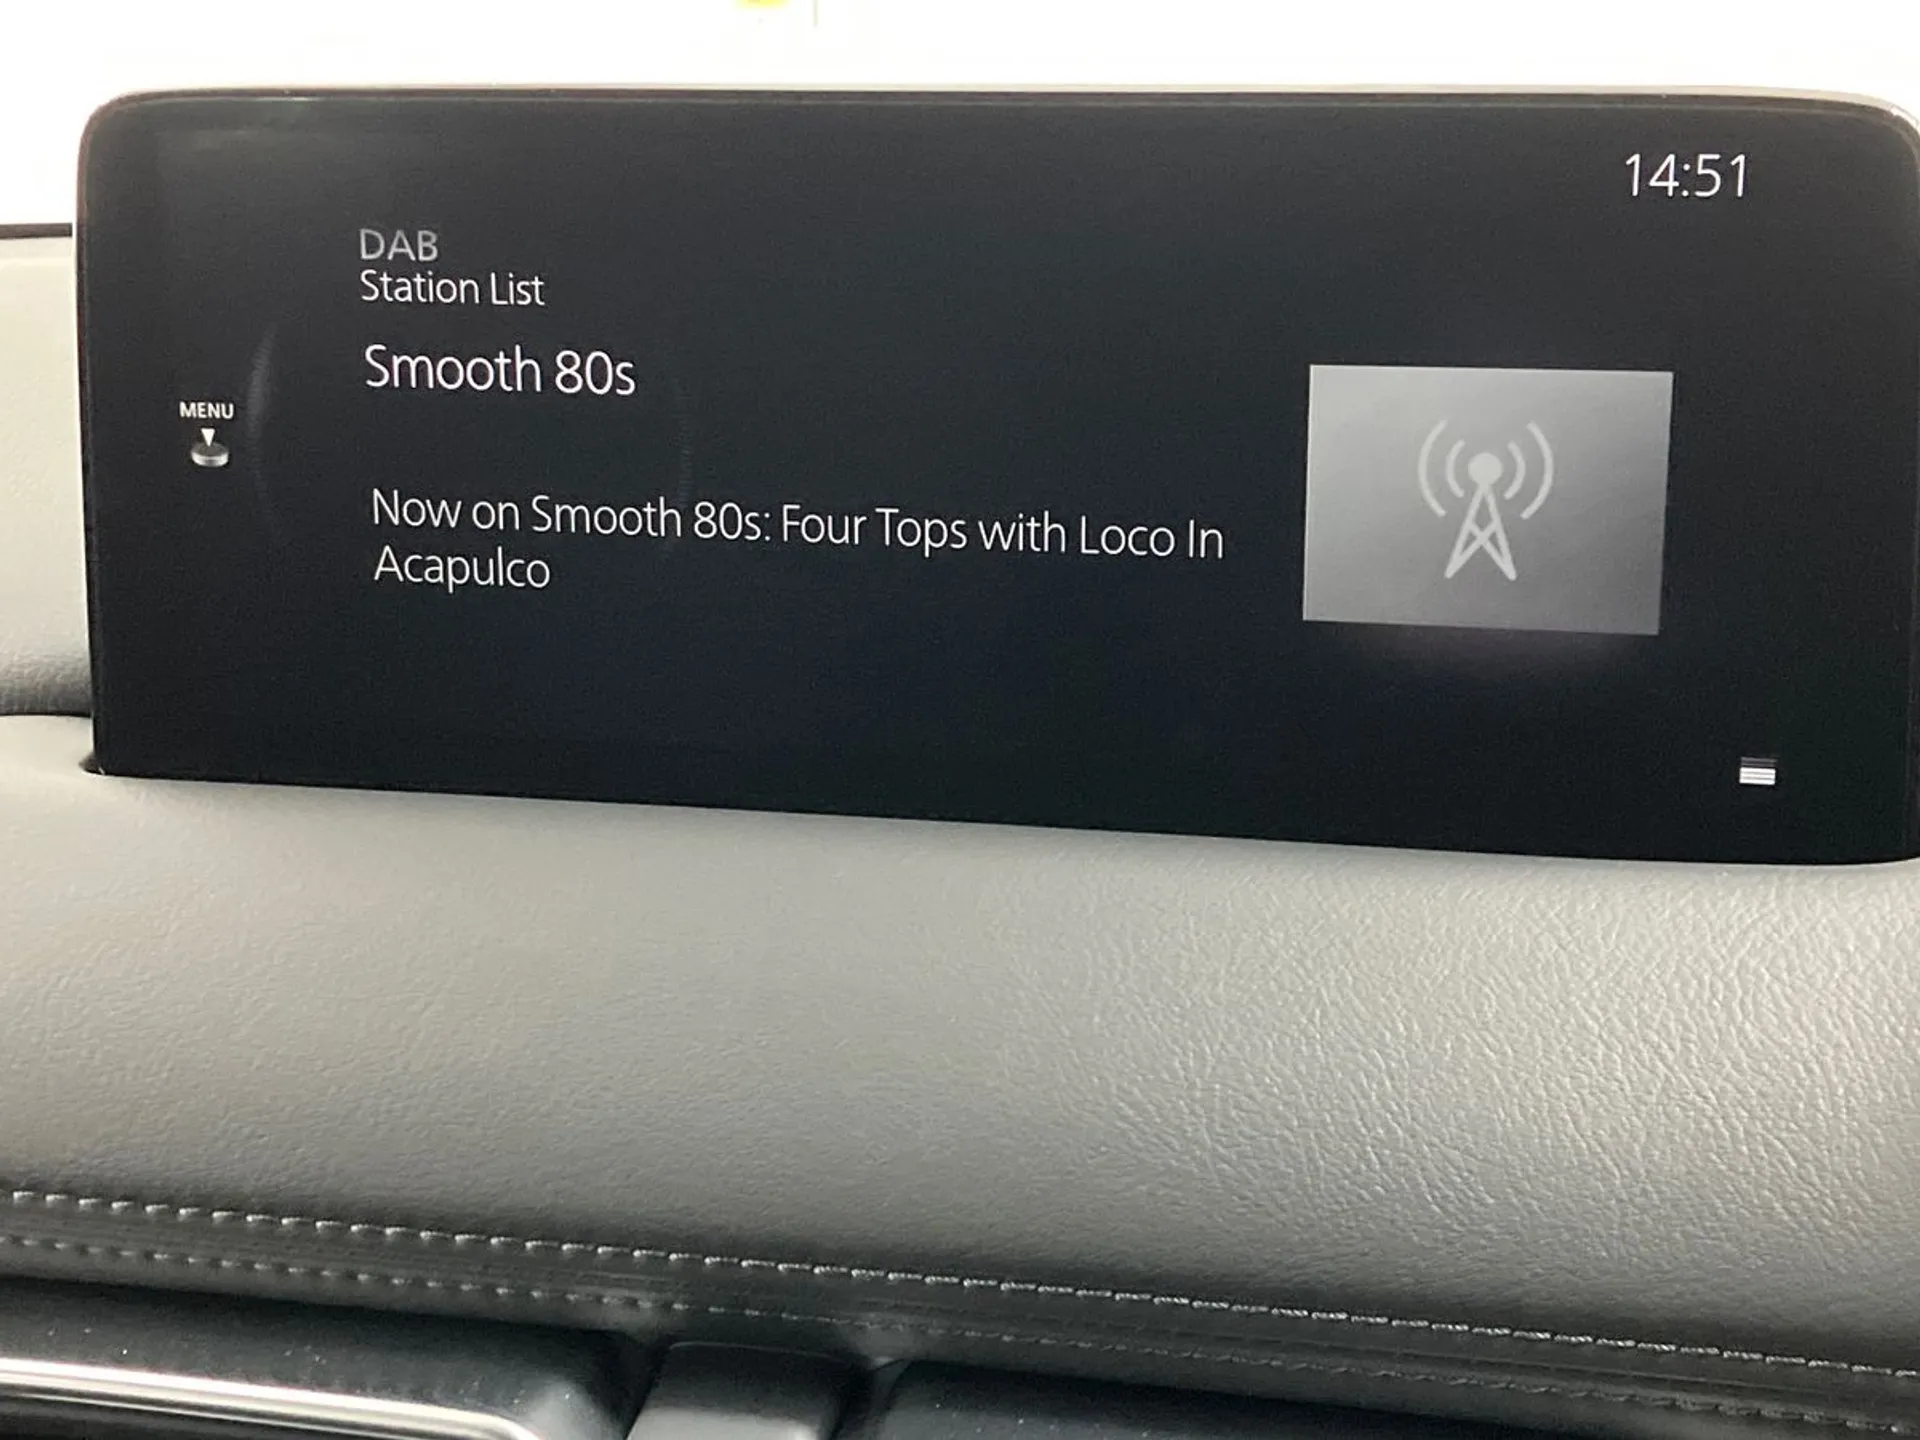 14:51
DAB
Station List
Smooth 80s
MENU
Now on Smooth 80s: Four Tops with Loco In
Acapulco